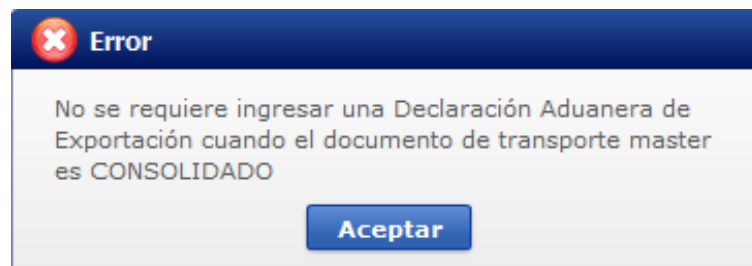 Error
No se requiere ingresar una Declaración Aduanera de
Exportación cuando el documento de transporte master
es CONSOLIDADO
Aceptar